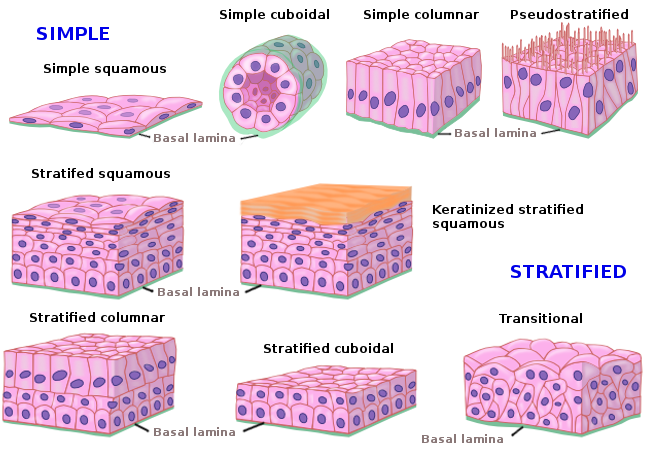 Simple cuboidal
Simple columnar
Pseudostratified
SIMPLE
Simple squamous
Basal lamina
Basal lamina
Stratifed squamous
Keratinized stratified
squamous
STRATIFIED
Basal lamina
Stratified columnar
Transitional
Stratified cuboidal
Basal lamina
Basal lamina